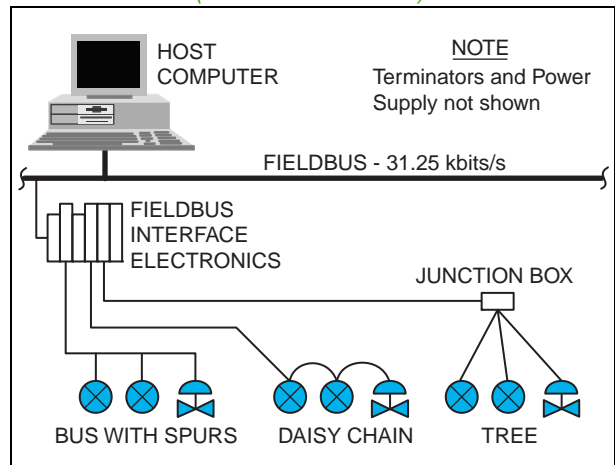 HOST
COMPUTER
NOTE
Terminators and Power
Supply not shown
FIELDBUS - 31.25 kbits/s
FIELDBUS
INTERFACE
ELECTRONICS
JUNCTION BOX
BUS WITH SPURS
DAISY CHAIN
TREE